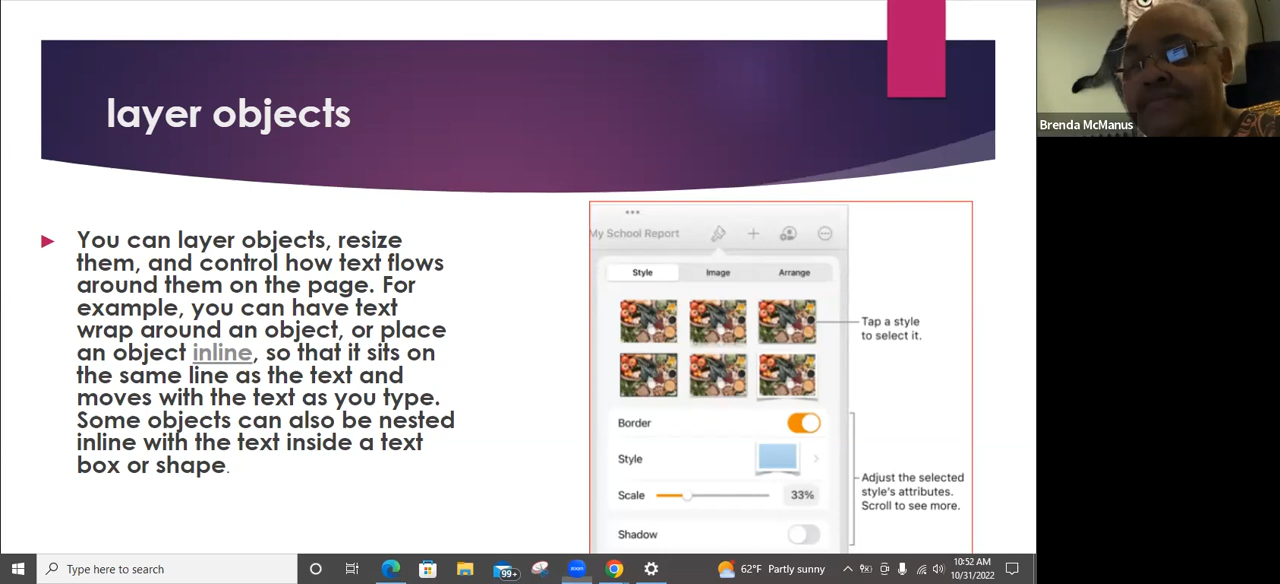 layer objects
You can layer objects, resize
them, and control how text flows
around them on the page. For
example, you can have text
wrap around an object, or place
an object inline, so that it sits on
the same line as the text and
moves with the text as you type.
Some objects can also be nested
inline with the text inside a text
box or shape.
My School Report
Style Image Arrange
Tap a style
to select it.
Border
Style
Scale 33%
Shadow
Adjust the selected
style's attributes.
Scroll to see more.
Brenda McManus
Type here to search
99+
zoom
62°F Partly sunny
10:52 AM
10/31/2022